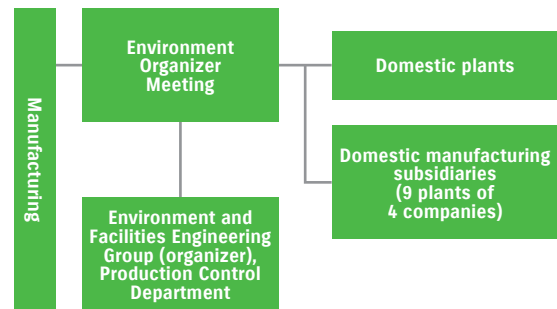 Manufacturing
Environment
Organizer
Meeting
Domestic plants
Domestic manufacturing
subsidiaries
(9 plants of
4 companies)
Environment and
Facilities Engineering
Group (organizer),
Production Control
Department